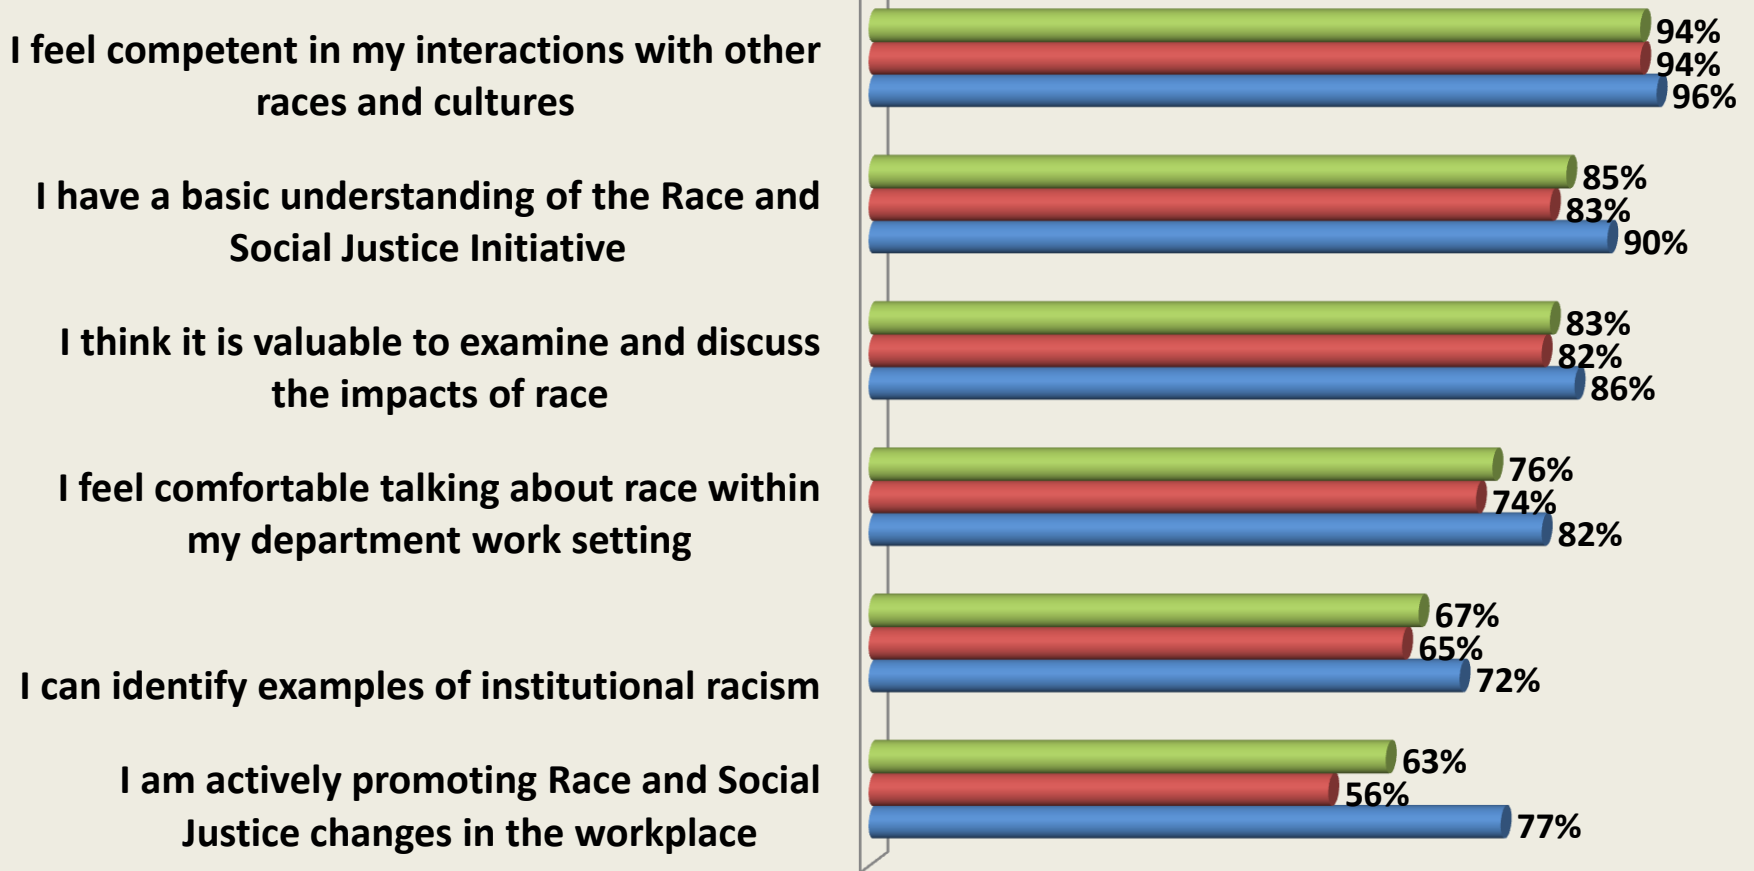 I feel competent in my interactions with other
races and cultures
94%
94%
96%
I have a basic understanding of the Race and
Social Justice Initiative
85%
83%
90%
I think it is valuable to examine and discuss
the impacts of race
83%
82%
86%
I feel comfortable talking about race within
my department work setting
76%
74%
82%
I can identify examples of institutional racism
67%
65%
72%
I am actively promoting Race and Social
Justice changes in the workplace
63%
56%
77%